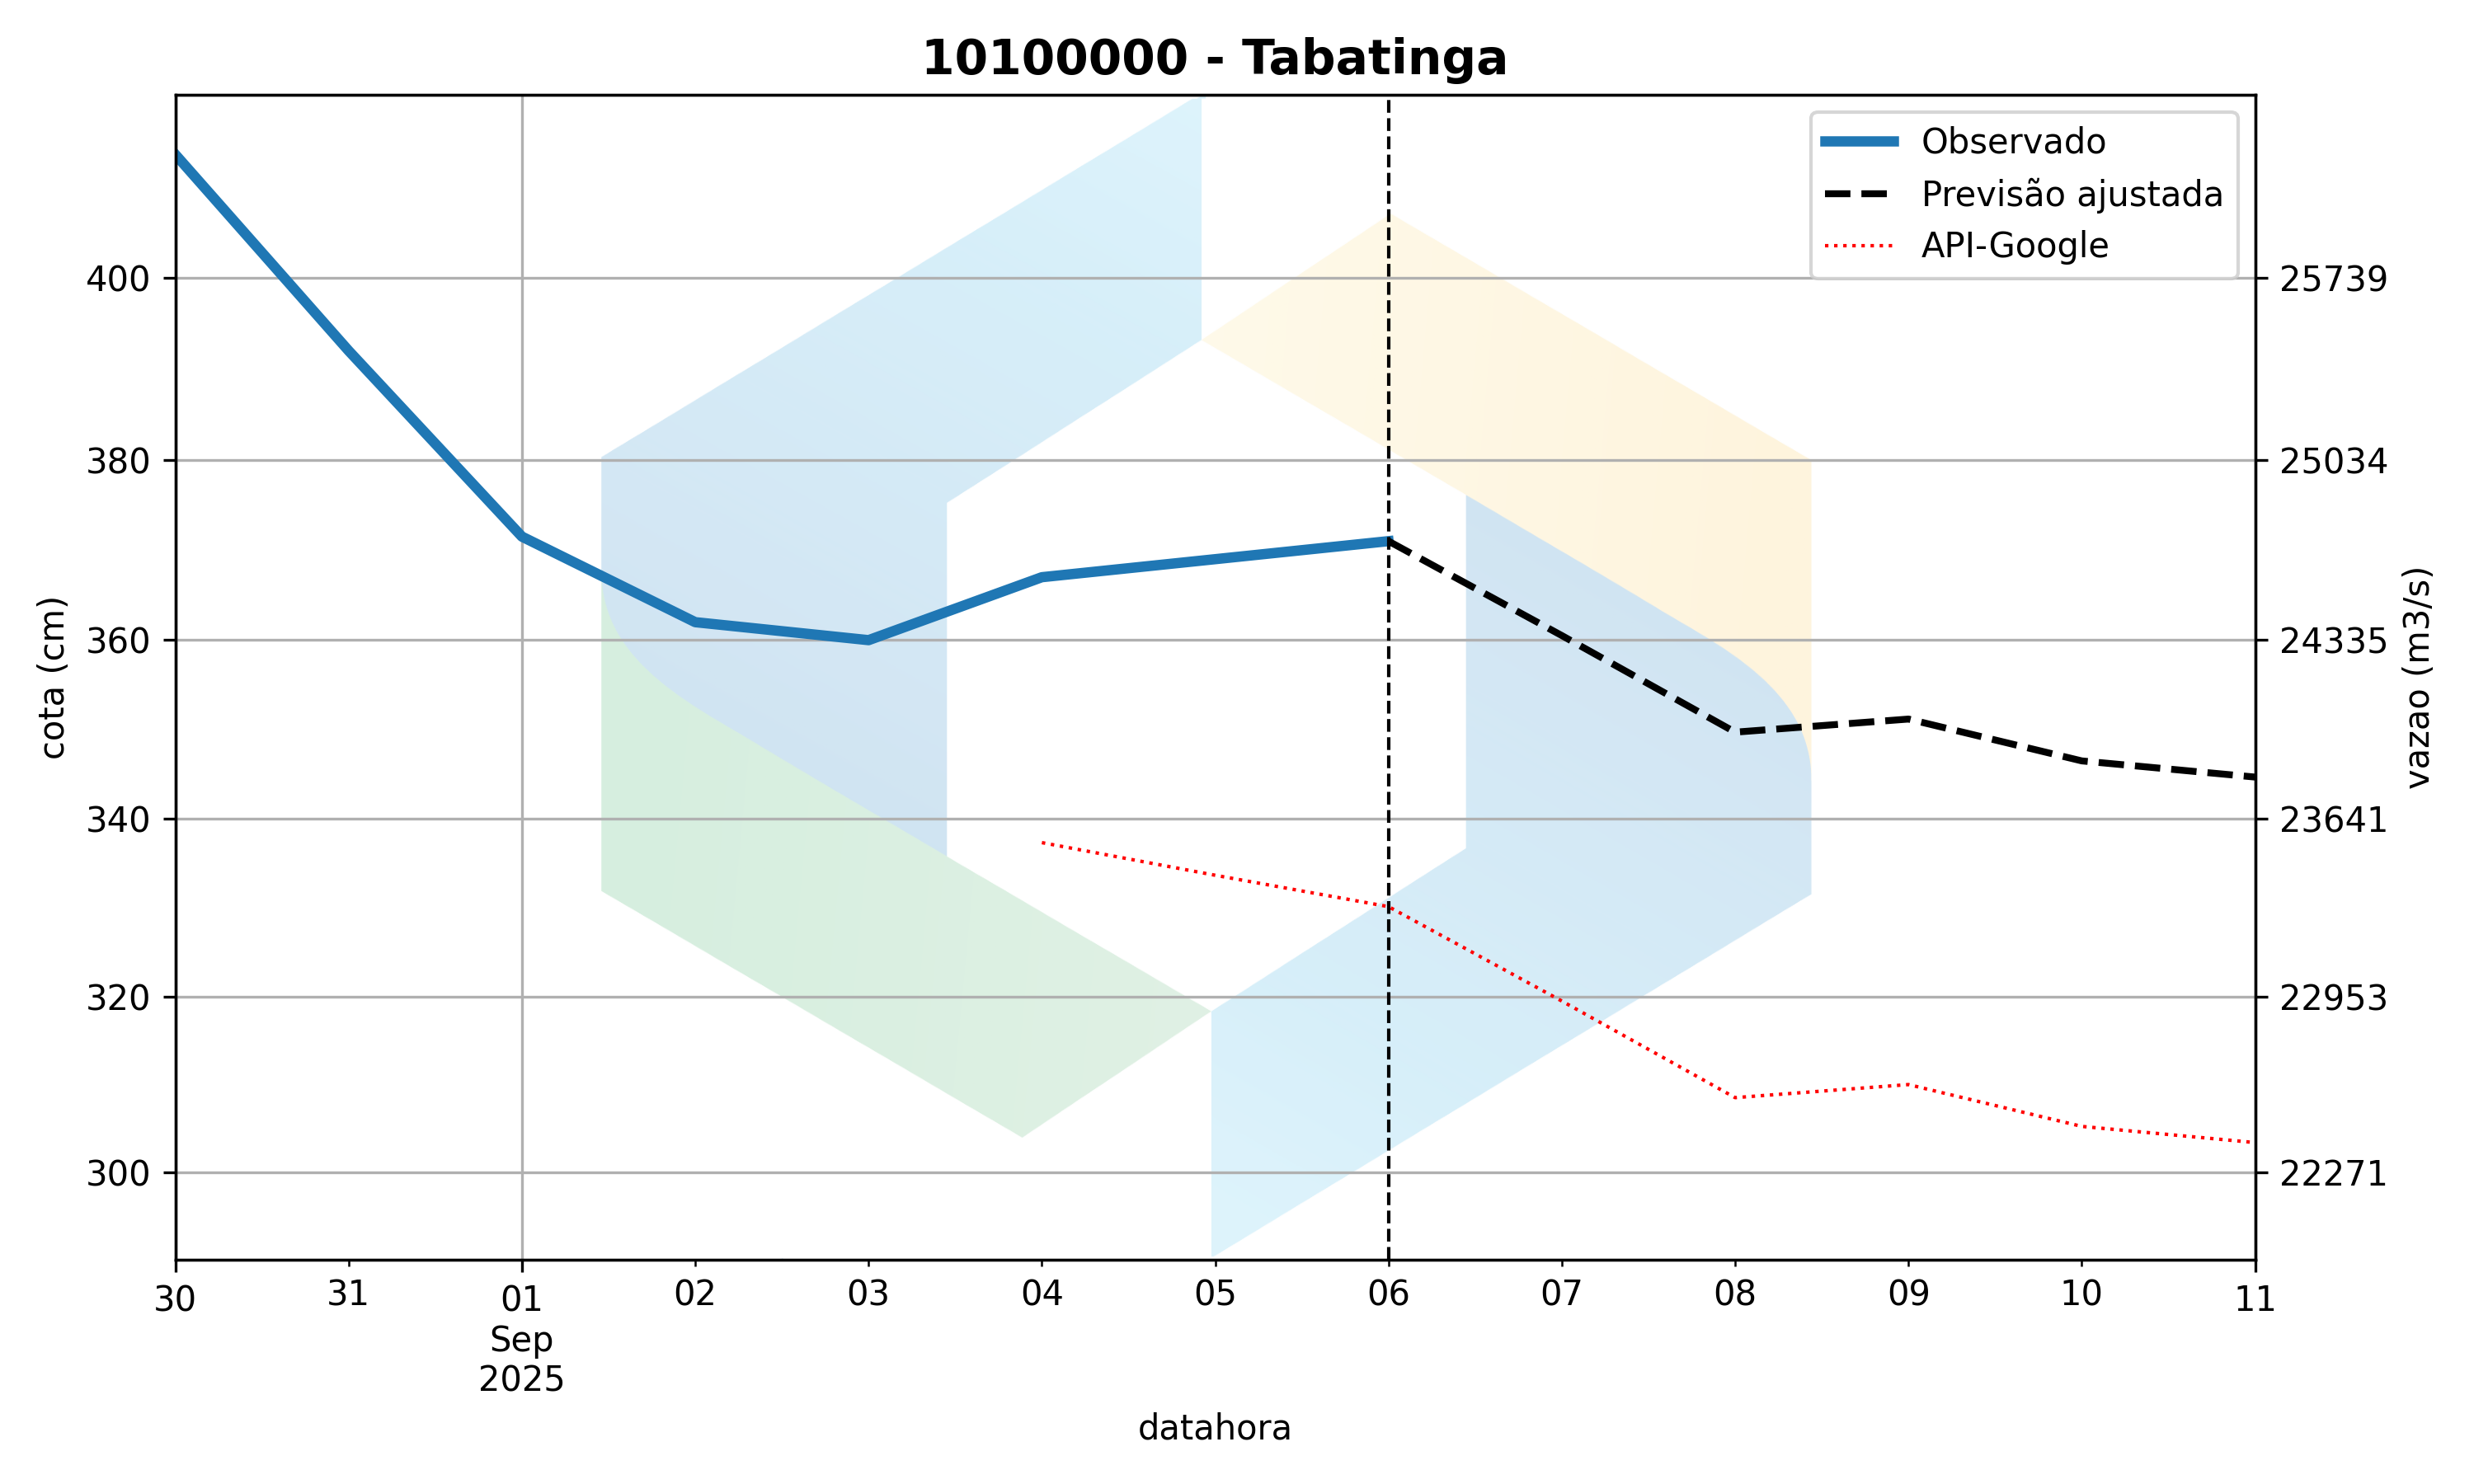 10100000 - Tabatinga
Observado
Previsão ajustada
API-Google
400
380
360
340
320
300
cota (cm)
25739
25034
24335
23641
22953
22271
vazao (m3/s)
30 31 01 02 03 04 05 06 07 08 09 10 11
Sep
2025
datahora